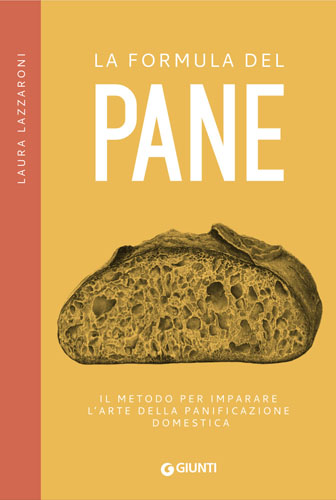 LAURA LAZZARONI
LA FORMULA DEL
PANE
IL METODO PER IMPARARE
L'ARTE DELLA PANIFICAZIONE
DOMESTICA
GIUNTI